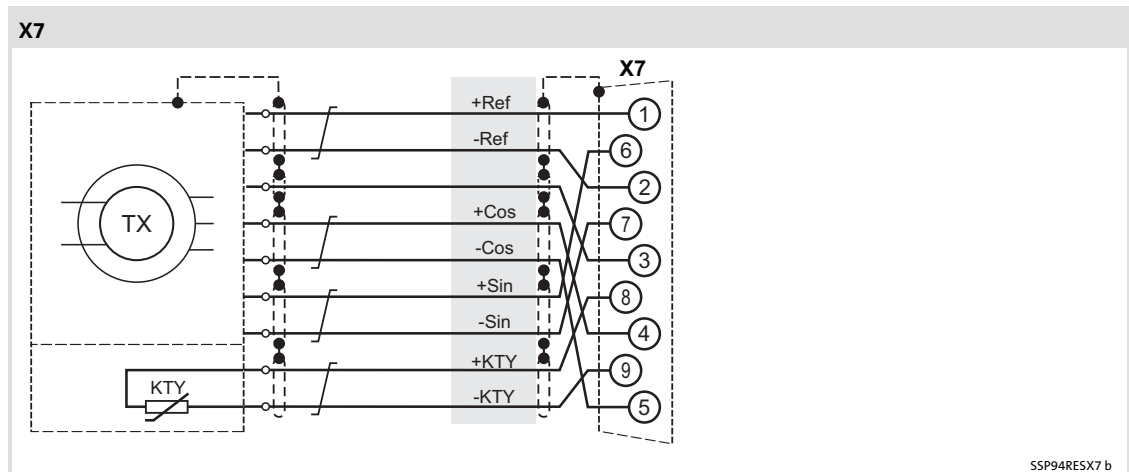 X7
X7
+Ref
1
-Ref
6
2
TX
+Cos
7
-Cos
3
+Sin
8
-Sin
4
+KTY
9
KTY
-KTY
5
SSP94RESX7 b